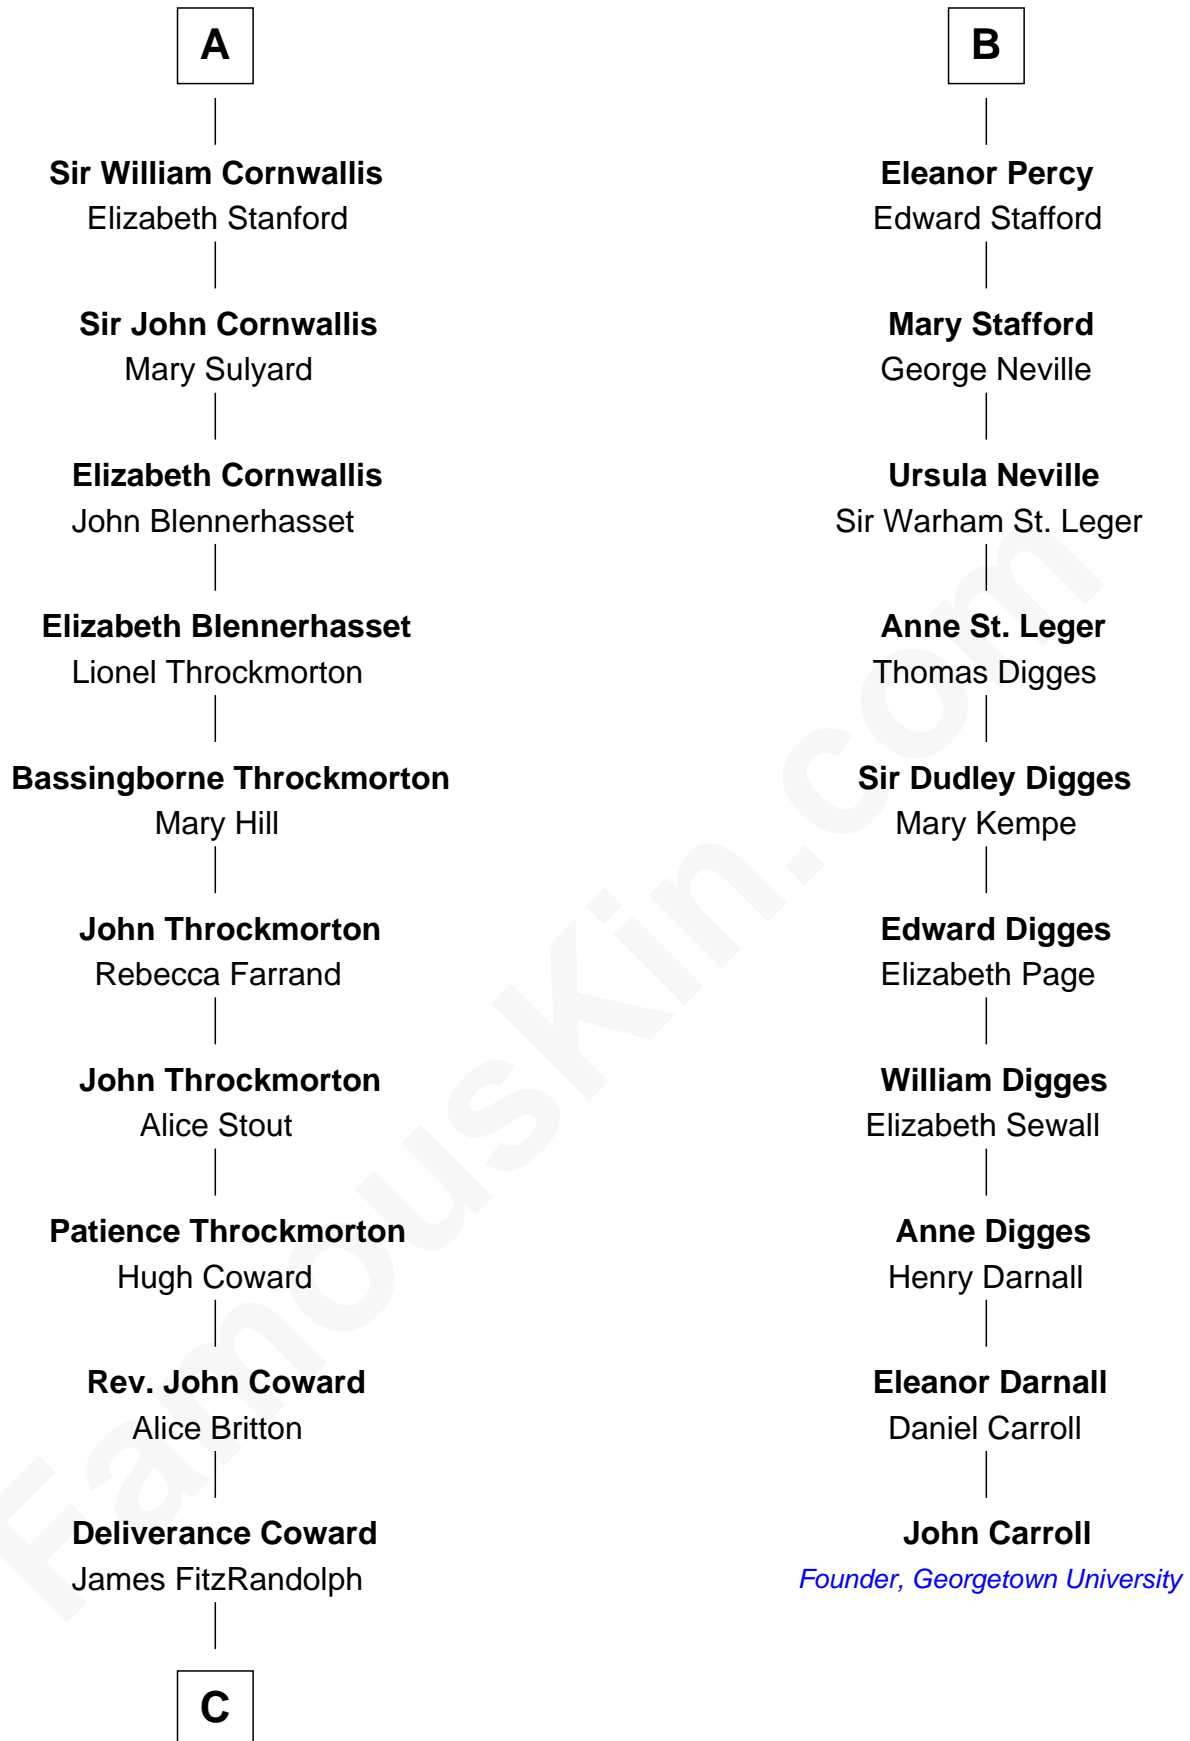 A
Sir William Cornwallis
Elizabeth Stanford
Sir John Cornwallis
Mary Sulyard
Elizabeth Cornwallis
John Blennerhasset
Elizabeth Blennerhasset
Lionel Throckmorton
Bassingborne Throckmorton
Mary Hill
John Throckmorton
Rebecca Farrand
John Throckmorton
Alice Stout
Patience Throckmorton
Hugh Coward
Rev. John Coward
Alice Britton
Deliverance Coward
James FitzRandolph
C
B
Eleanor Percy
Edward Stafford
Mary Stafford
George Neville
Ursula Neville
Sir Warham St. Leger
Anne St. Leger
Thomas Digges
Sir Dudley Digges
Mary Kempe
Edward Digges
Elizabeth Page
William Digges
Elizabeth Sewall
Anne Digges
Henry Darnall
Eleanor Darnall
Daniel Carroll
John Carroll
Founder, Georgetown University
FamousKin.com